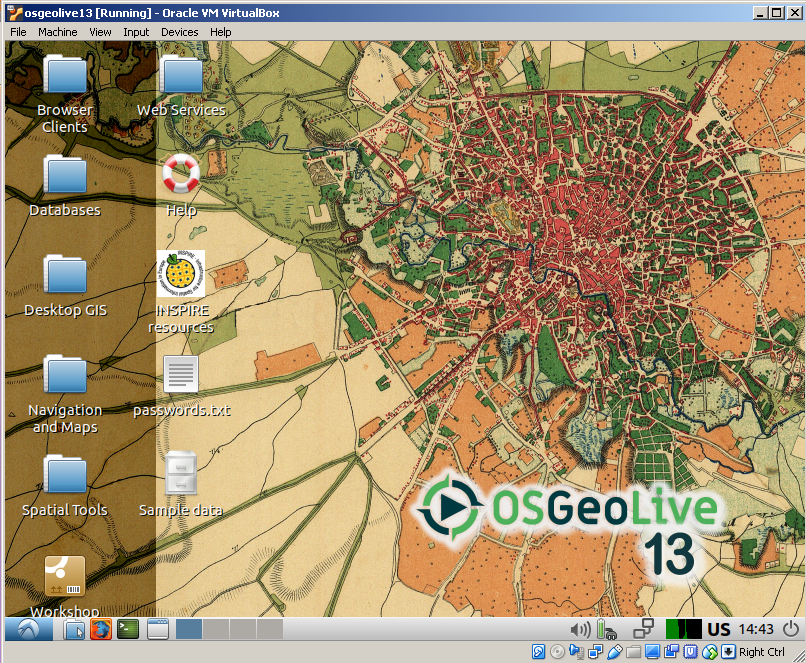 osgeolive13 [Running] - Oracle VM VirtualBox
File Machine View Input Devices Help
Browser
Clients
Web Services
Databases
Help
Desktop GIS
INSPIRE
resources
Navigation
and Maps
passwords.txt
Spatial Tools
Sample data
OSGeoLive
13
Workshop
US 14:43
Right Ctrl